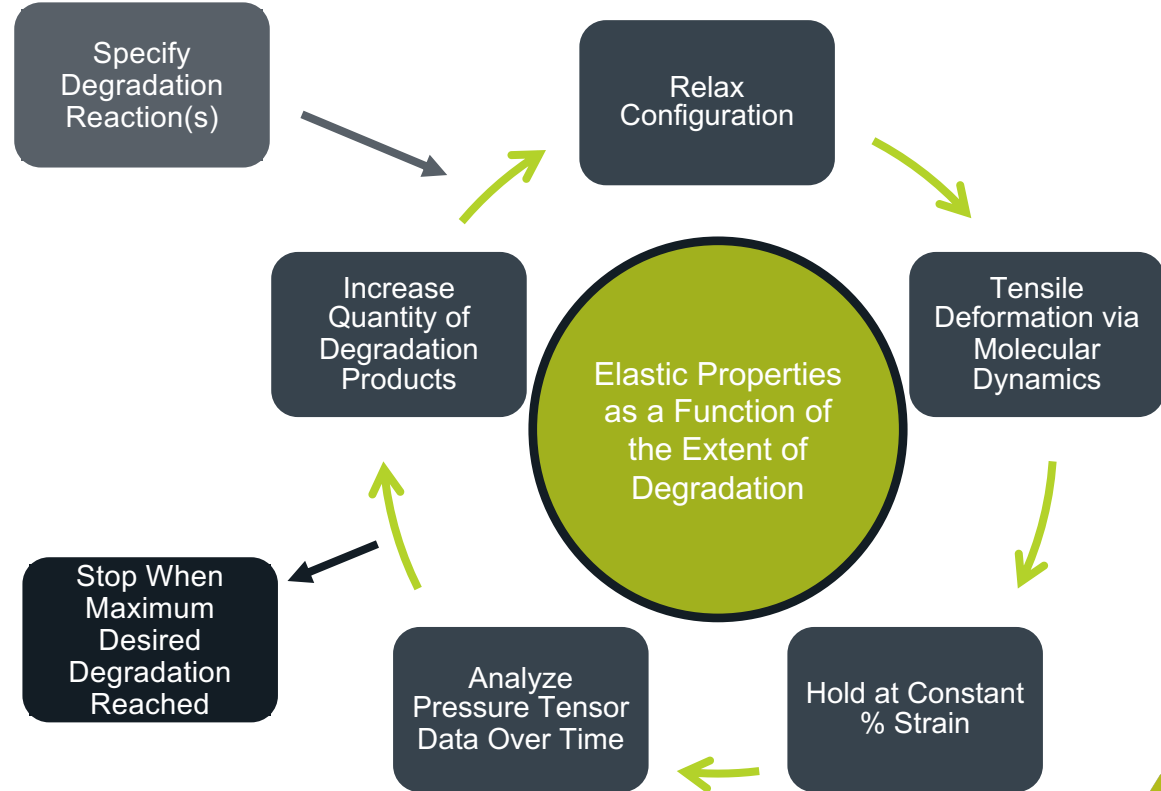 Specify
Degradation
Reaction(s)
Relax
Configuration
Increase
Quantity of
Degradation
Products
Tensile
Deformation via
Molecular
Dynamics
Elastic Properties
as a Function of
the Extent of
Degradation
Stop When
Maximum
Desired
Degradation
Reached
Analyze
Pressure Tensor
Data Over Time
Hold at Constant
% Strain